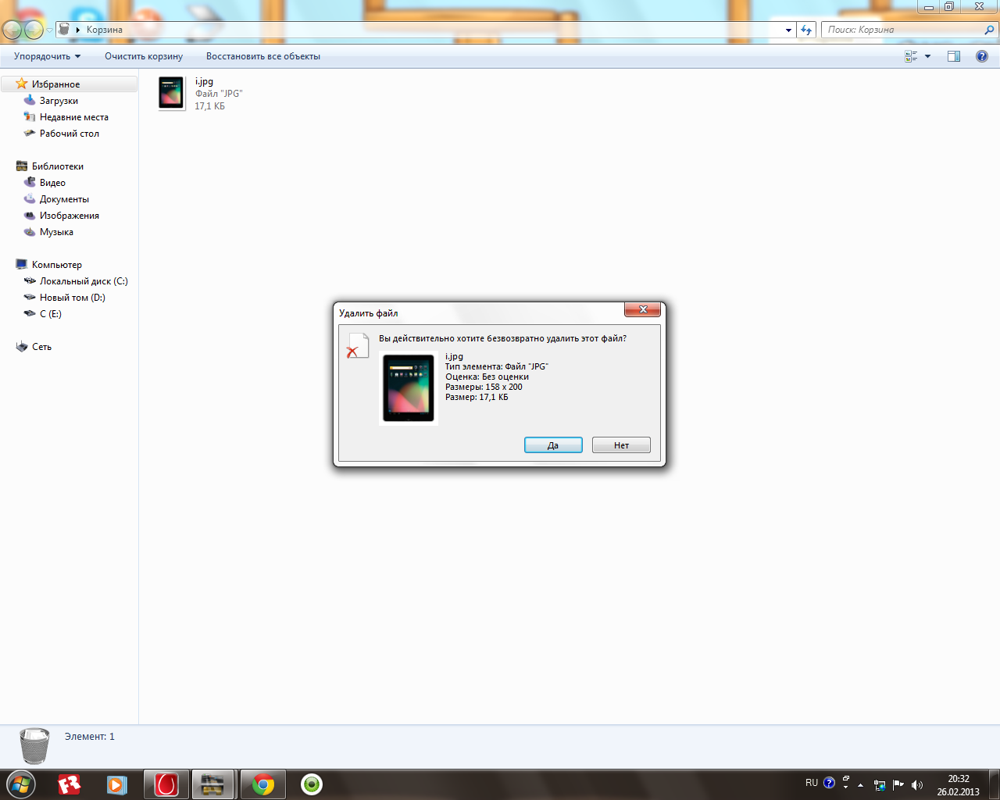 Корзина
Поиск: Корзина
Упорядочить
Очистить корзину
Восстановить все объекты
Избранное
Загрузки
Недавние места
Рабочий стол
Библиотеки
Видео
Документы
Изображения
Музыка
Компьютер
Локальный диск (C:)
Новый том (D:)
С (E:)
Сеть
i.jpg
Файл "JPG"
17,1 КБ
Удалить файл
Вы действительно хотите безвозвратно удалить этот файл?
i.jpg
Тип элемента: Файл "JPG"
Оценка: Без оценки
Размеры: 158 x 200
Размер: 17,1 КБ
Да
Нет
Элемент: 1
RU
20:32
26.02.2013